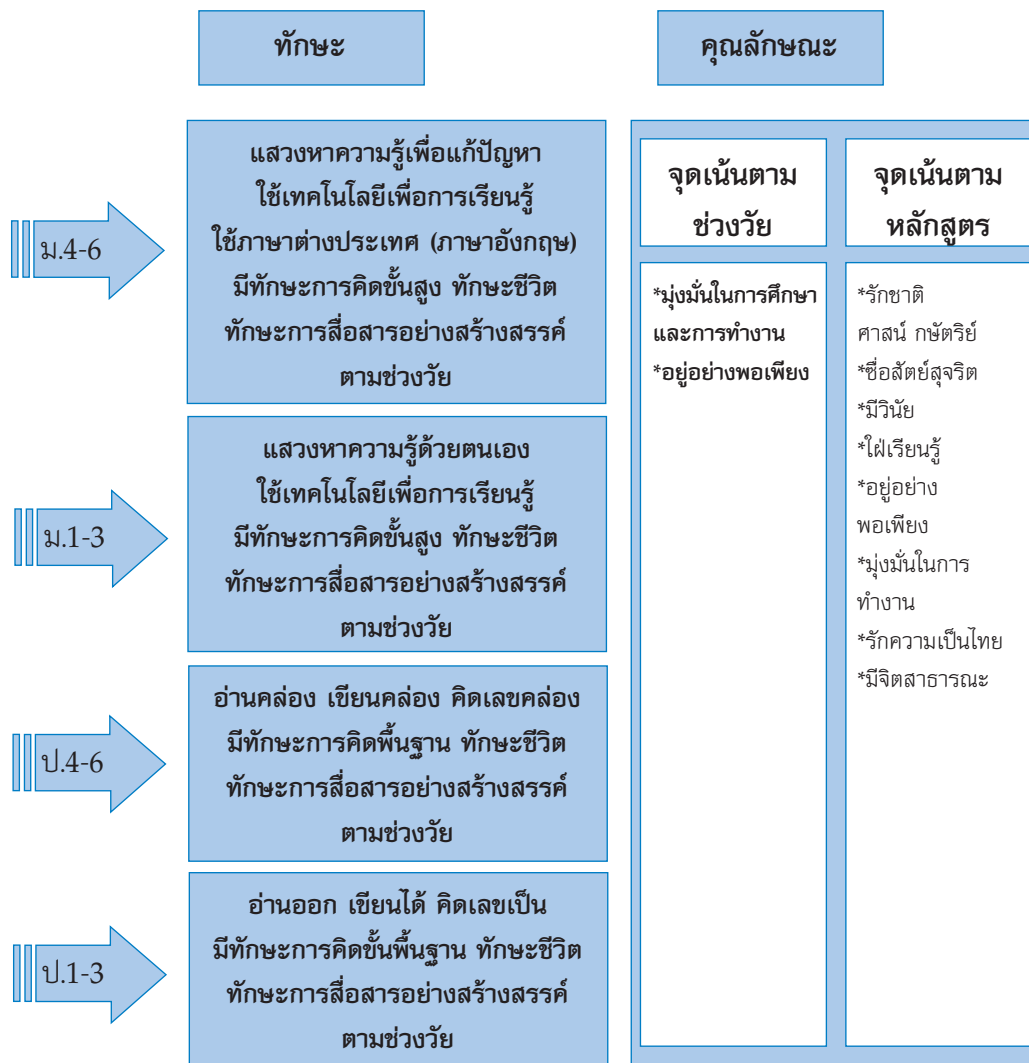 ทักษะ
คุณลักษณะ
ม.4-6
แสวงหาความรู้เพื่อแก้ปัญหา
ใช้เทคโนโลยีเพื่อการเรียนรู้
ใช้ภาษาต่างประเทศ (ภาษาอังกฤษ)
มีทักษะการคิดขั้นสูง ทักษะชีวิต
ทักษะการสื่อสารอย่างสร้างสรรค์
ตามช่วงวัย
ม.1-3
แสวงหาความรู้ด้วยตนเอง
ใช้เทคโนโลยีเพื่อการเรียนรู้
มีทักษะการคิดขั้นสูง ทักษะชีวิต
ทักษะการสื่อสารอย่างสร้างสรรค์
ตามช่วงวัย
ป.4-6
อ่านคล่อง เขียนคล่อง คิดเลขคล่อง
มีทักษะการคิดพื้นฐาน ทักษะชีวิต
ทักษะการสื่อสารอย่างสร้างสรรค์
ตามช่วงวัย
ป.1-3
อ่านออก เขียนได้ คิดเลขเป็น
มีทักษะการคิดขั้นพื้นฐาน ทักษะชีวิต
ทักษะการสื่อสารอย่างสร้างสรรค์
ตามช่วงวัย
จุดเน้นตาม
ช่วงวัย
*มุ่งมั่นในการศึกษา
และการทำงาน
*อยู่อย่างพอเพียง
จุดเน้นตาม
หลักสูตร
*รักชาติ
ศาสน์ กษัตริย์
*ซื่อสัตย์สุจริต
*มีวินัย
*ใฝ่เรียนรู้
*อยู่อย่าง
พอเพียง
*มุ่งมั่นในการ
ทำงาน
*รักความเป็นไทย
*มีจิตสาธารณะ